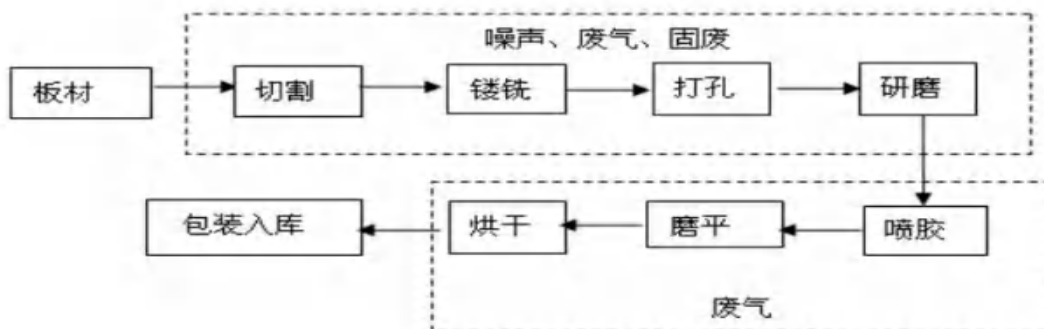 噪声、废气、固废
板材 切割 镂铣 打孔 研磨
包装入库 烘干 磨平 喷胶
废气